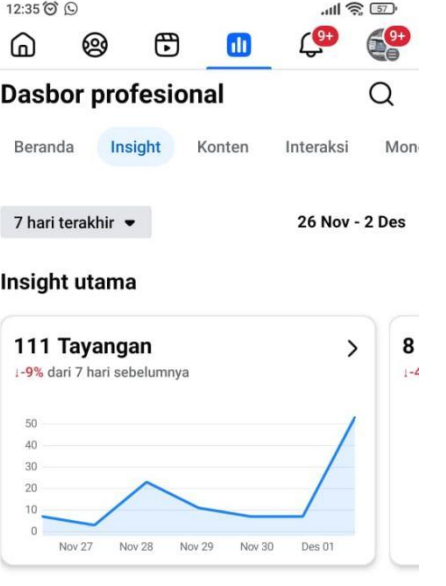 12:35 57
9+ 9+
Dasbor profesional
Beranda Insight Konten Interaksi Mon
7 hari terakhir 26 Nov - 2 Des
Insight utama
111 Tayangan 8
↓-9% dari 7 hari sebelumnya ↓-4
50
40
30
20
10
0
Nov 27 Nov 28 Nov 29 Nov 30 Des 01